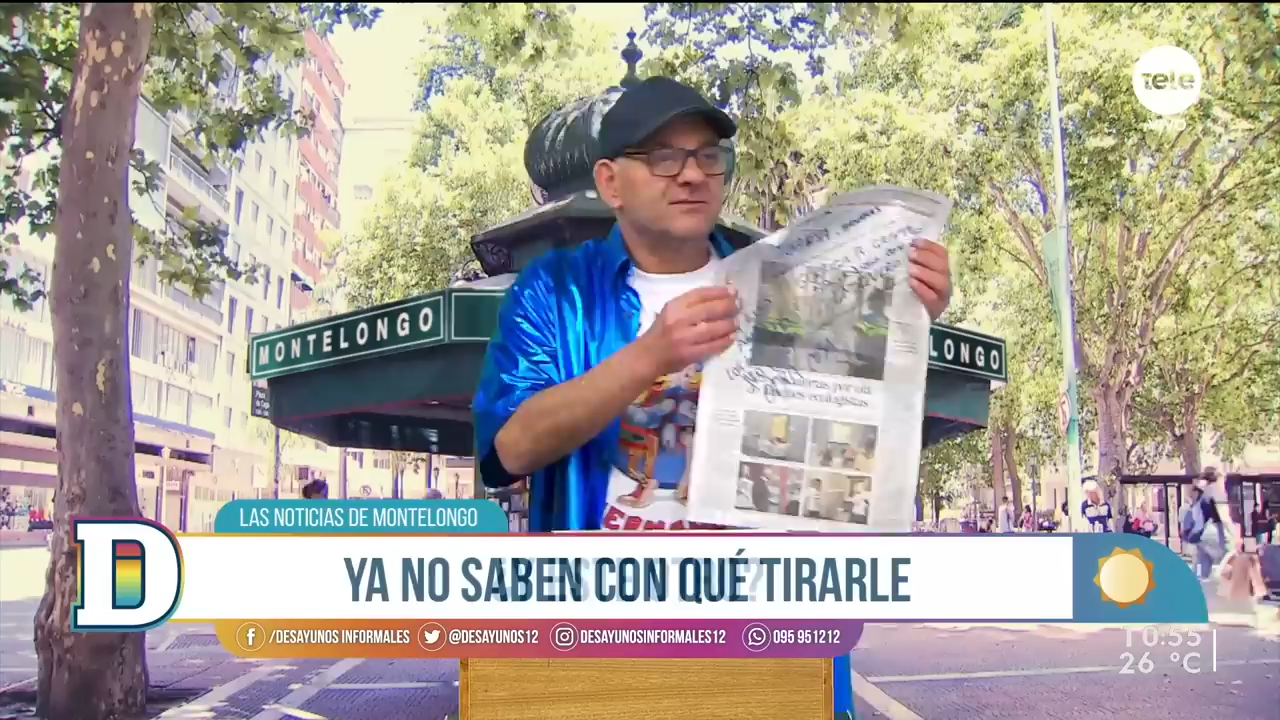 TeLe
MONTELONGO
LONGO
LAS NOTICIAS DE MONTELONGO
D
YA NO SABEN CON QUÉ TIRARLE
/DESAYUNOS INFORMALES @DESAYUNOS12 DESAYUNOSINFORMALES12 095 951212
10:55
26 °C